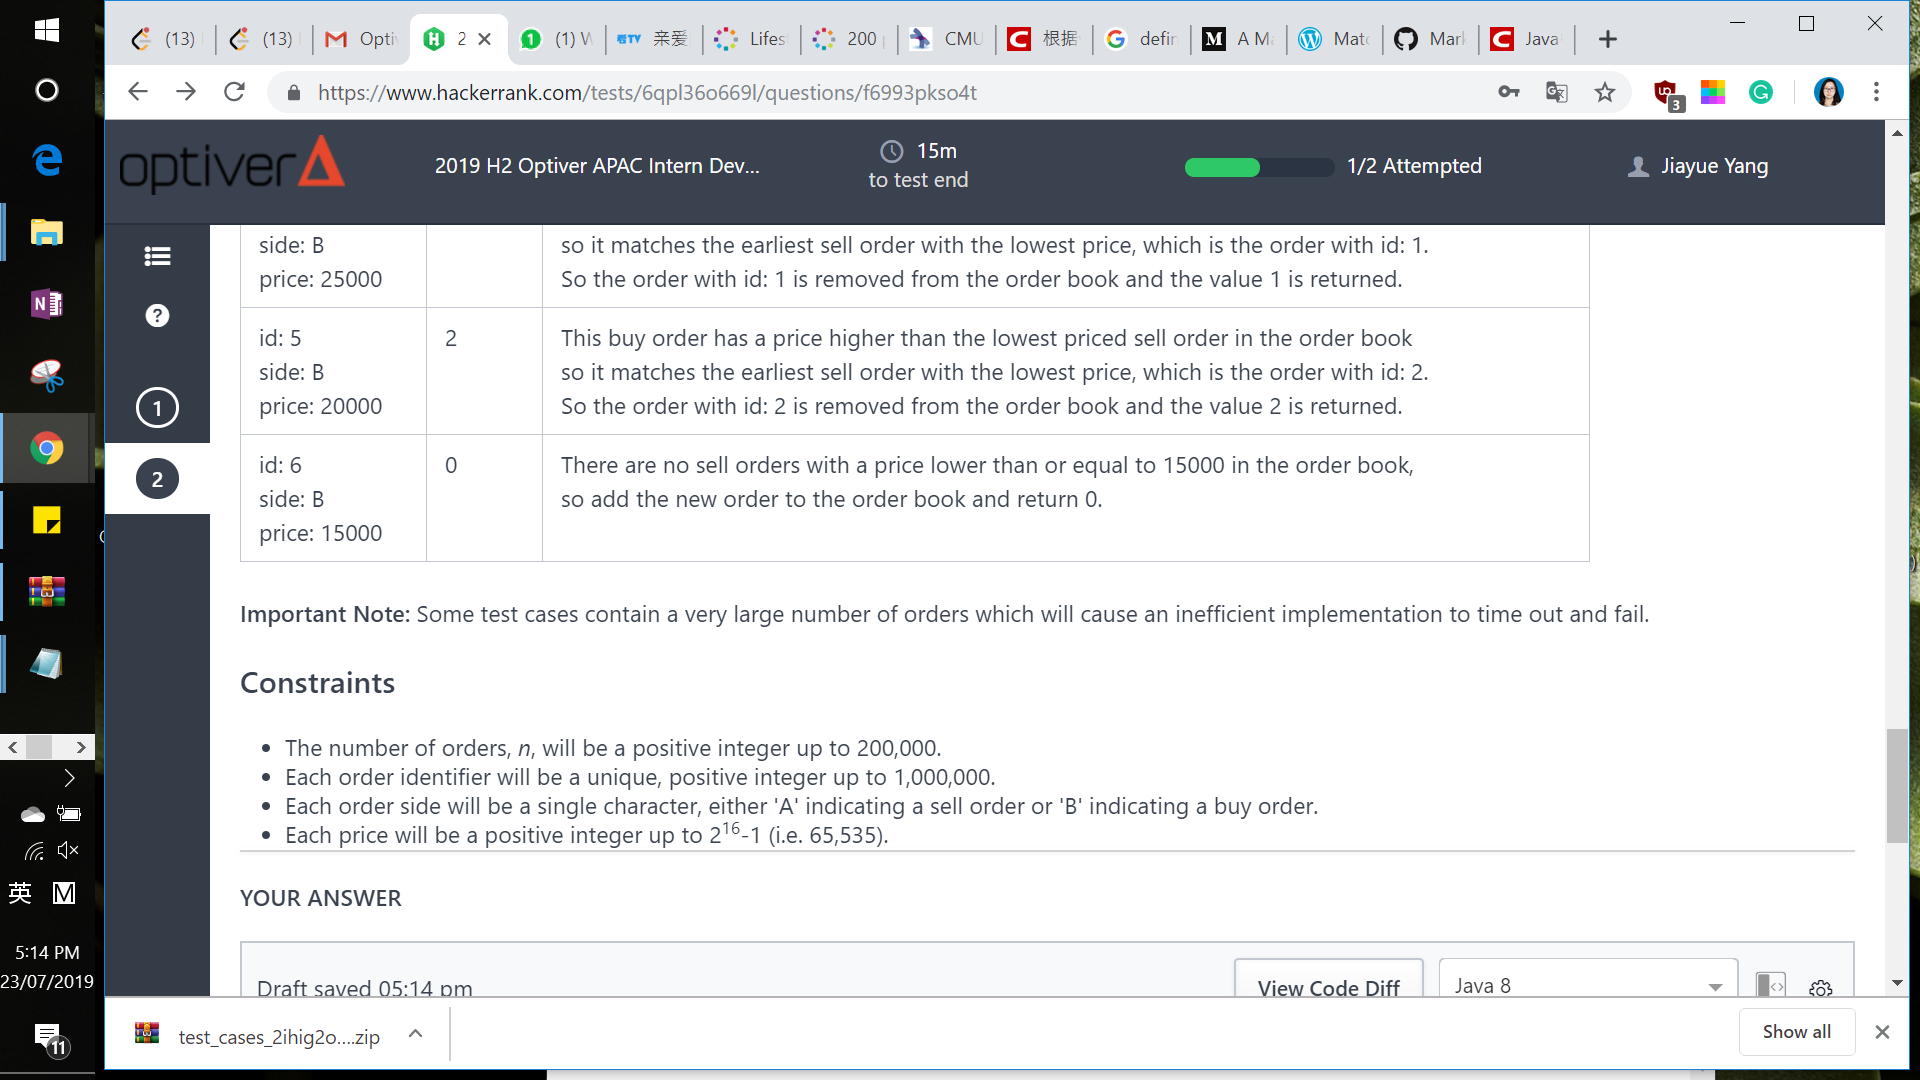 (13)
(13)
Opti
2
(1) W
亲爱
Lifes
200
CMU
根据
defin
A Ma
Mato
Mark
Java
https://www.hackerrank.com/tests/6qpl36o669l/questions/f6993pkso4t
3
optiver
2019 H2 Optiver APAC Intern Dev...
15m
to test end
1/2 Attempted
Jiayue Yang
side: B
price: 25000
so it matches the earliest sell order with the lowest price, which is the order with id: 1.
So the order with id: 1 is removed from the order book and the value 1 is returned.
id: 5
side: B
price: 20000
2
This buy order has a price higher than the lowest priced sell order in the order book
so it matches the earliest sell order with the lowest price, which is the order with id: 2.
So the order with id: 2 is removed from the order book and the value 2 is returned.
id: 6
side: B
price: 15000
0
There are no sell orders with a price lower than or equal to 15000 in the order book,
so add the new order to the order book and return 0.
1
2
Important Note: Some test cases contain a very large number of orders which will cause an inefficient implementation to time out and fail.
Constraints
The number of orders, n, will be a positive integer up to 200,000.
Each order identifier will be a unique, positive integer up to 1,000,000.
Each order side will be a single character, either 'A' indicating a sell order or 'B' indicating a buy order.
Each price will be a positive integer up to 2^16-1 (i.e. 65,535).
YOUR ANSWER
Draft saved 05:14 pm
View Code Diff
Java 8
test_cases_2ihig2o....zip
Show all
英 M
5:14 PM
23/07/2019
11